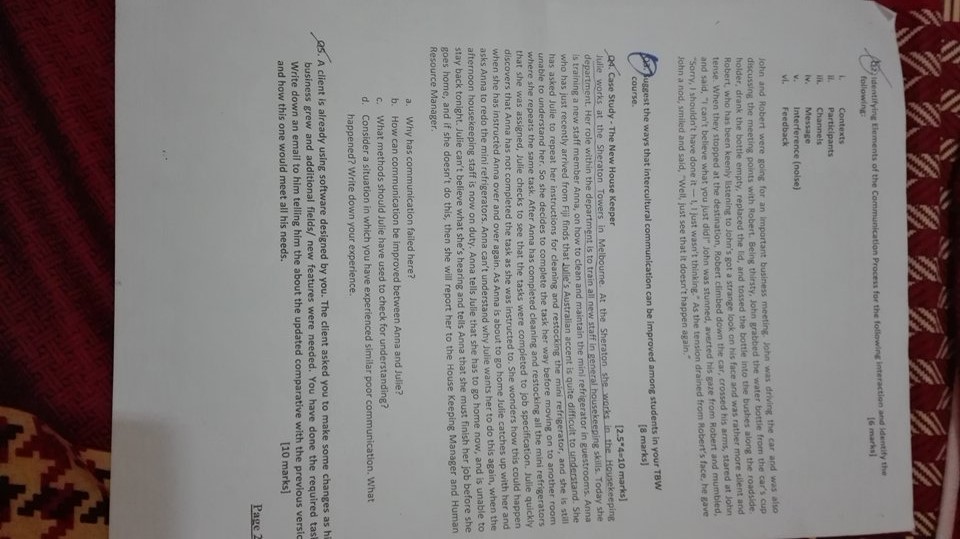 Q2. Identifying Elements of the Communication Process for the following interaction and identify the
following: [6 marks]
i. Contexts
ii. Participants
iii. Channels
iv. Message
v. Interference (noise)
vi. Feedback
John and Robert were going for an important business meeting. John was driving the car and was also
discussing the meeting points with Robert. Being thirsty, John grabbed the water bottle from the car's cup
holder, drank the bottle empty, replaced the lid, and tossed the bottle into the bushes along the roadside.
Robert, who has been keenly listening to John's got a strange look on his face and was rather more silent and
tense. When they stopped at the destination, Robert climbed down the car, crossed his arms, stared at John
and said, "I can't believe what you just did!" John was stunned, averted his gaze from Robert and mumbled,
"Sorry, I shouldn't have done it — I, I just wasn't thinking." As the tension drained from Robert's face, he gave
John a nod, smiled and said, "Well, just see that it doesn't happen again."
Q3. Suggest the ways that intercultural communication can be improved among students in your TBW
course. [8 marks]
Q4. Case Study - The New House Keeper [2.5*4=10 marks]
Julie works at the Sheraton Towers in Melbourne. At the Sheraton she works in the Housekeeping
department. Her role within the department is to train all new staff in general housekeeping skills. Today she
is training a new staff member Anna, on how to clean and maintain the mini refrigerator in guestrooms. Anna
who has just recently arrived from Fiji finds that Julie's Australian accent is quite difficult to understand. She
has asked Julie to repeat her instructions for cleaning and restocking the mini refrigerator, and she is still
unable to understand her. So she decides to complete the task her way before moving on to another room
where she repeats the same task. After Anna has completed cleaning and restocking all the mini refrigerators
that she was assigned, Julie checks to see that the tasks were completed to job specification. Julie quickly
discovers that Anna has not completed the task as she was instructed to. She wonders how this could happen
when she has instructed Anna over and over again. As Anna is about to go home Julie catches up with her and
asks Anna to redo the mini refrigerators. Anna can't understand why Julie wants her to do this again, when the
afternoon housekeeping staff is now on duty. Anna tells Julie that she has to go home now, and is unable to
stay back tonight. Julie can't believe what she's hearing and tells Anna that she must finish her job before she
goes home, and if she doesn't do this, then she will report her to the House Keeping Manager and Human
Resource Manager.
a. Why has communication failed here?
b. How can communication be improved between Anna and Julie?
c. What methods should Julie have used to check for understanding?
d. Consider a situation in which you have experienced similar poor communication. What
happened? Write down your experience.
Q5. A client is already using software designed by you. The client asked you to make some changes as hi
business grew and additional fields/ new features were needed. You have done the required tas
Write down an email to him telling him the about the updated comparative with the previous versio
and how this one would meet all his needs. [10 marks]
Page 2